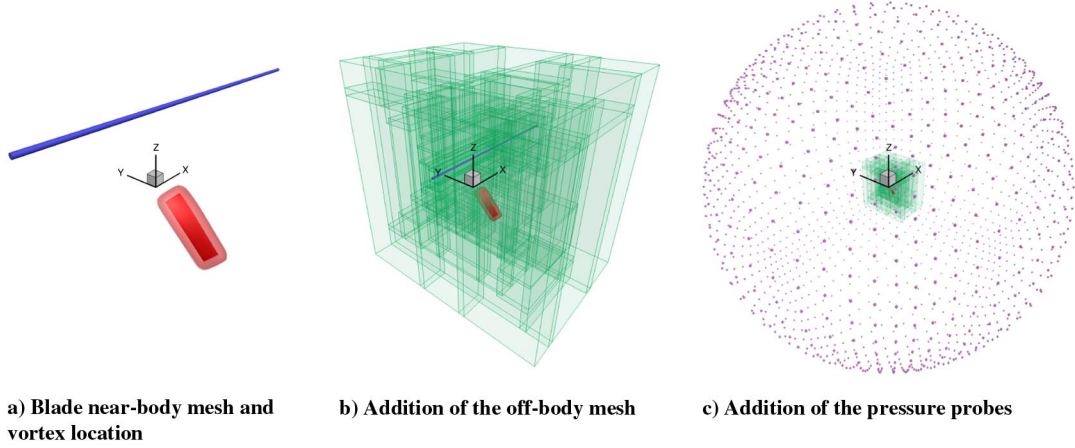 Z
Y
X
Z
Y
X
Z
Y
X
a) Blade near-body mesh and
vortex location
b) Addition of the off-body mesh
c) Addition of the pressure probes